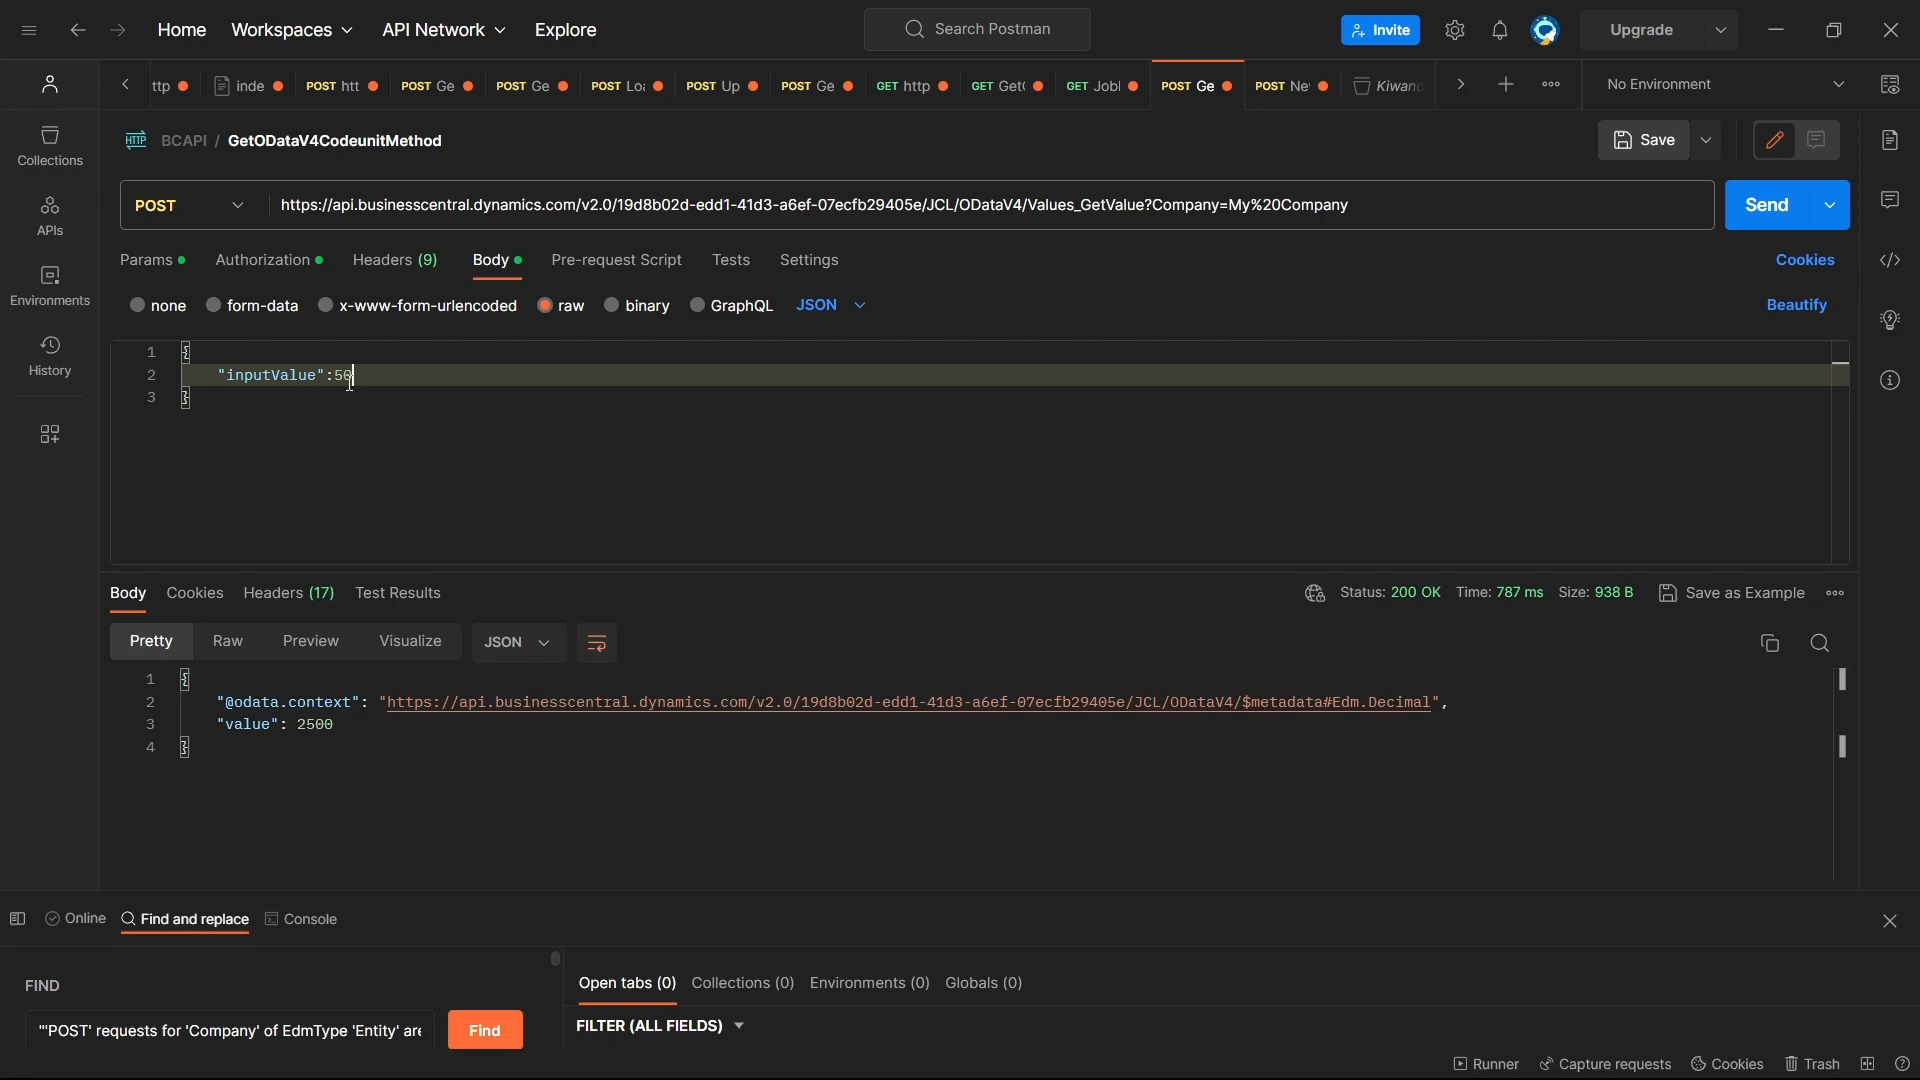 Home Workspaces API Network Explore Search Postman Invite Upgrade
ttp inde POST htt POST Ge POST Ge POST Loa POST Up POST Ge GET http GET Get( GET Jobl POST Ge POST Ne Kiwano No Environment
HTTP BCAPI / GetODataV4CodeunitMethod Save
POST https://api.businesscentral.dynamics.com/v2.0/19d8b02d-edd1-41d3-a6ef-07ecfb29405e/JCL/ODataV4/Values_GetValue?Company=My%20Company Send
Params Authorization Headers (9) Body Pre-request Script Tests Settings Cookies
none form-data x-www-form-urlencoded raw binary GraphQL JSON Beautify
Collections
APIs
Environments
History
1 {
2 "inputValue":50
3 }
Body Cookies Headers (17) Test Results Status: 200 OK Time: 787 ms Size: 938 B Save as Example
Pretty Raw Preview Visualize JSON
1 {
2 "@odata.context": "https://api.businesscentral.dynamics.com/v2.0/19d8b02d-edd1-41d3-a6ef-07ecfb29405e/JCL/ODataV4/$metadata#Edm.Decimal",
3 "value": 2500
4 }
Online Find and replace Console
FIND
"'POST' requests for 'Company' of EdmType 'Entity' are Find
Open tabs (0) Collections (0) Environments (0) Globals (0)
FILTER (ALL FIELDS)
Runner Capture requests Cookies Trash